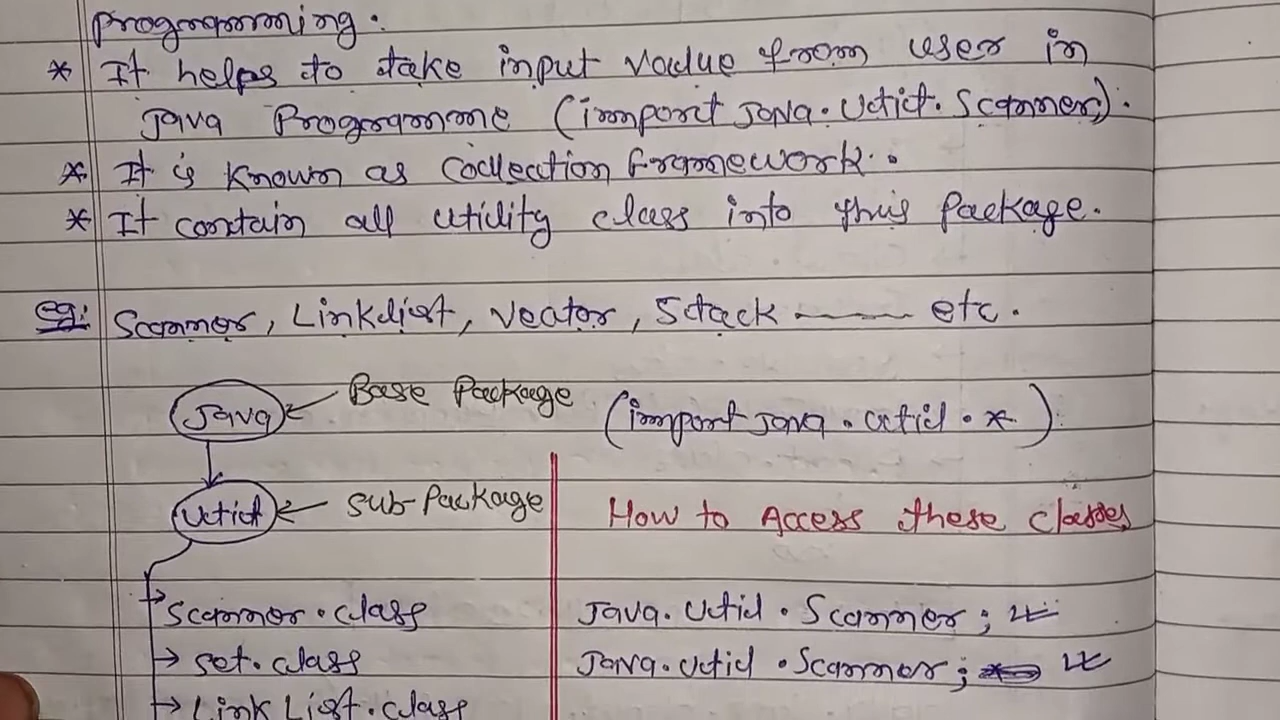 Programming.
* It helps to take input value from user in
Java Programme (import Java.Util.Scanner;).
* It is known as Collection Framework.
* It contain all utility class into this Package.
eg: Scanner, Linklist, Vector, Stack ——— etc.
Java ← Base Package (import Java.util.*)
Util ← Sub-Package
How to Access these classes
→ Scanner.class Java.Util.Scanner;
→ Set.class Java.Util.Scanner;
→ Link List.class